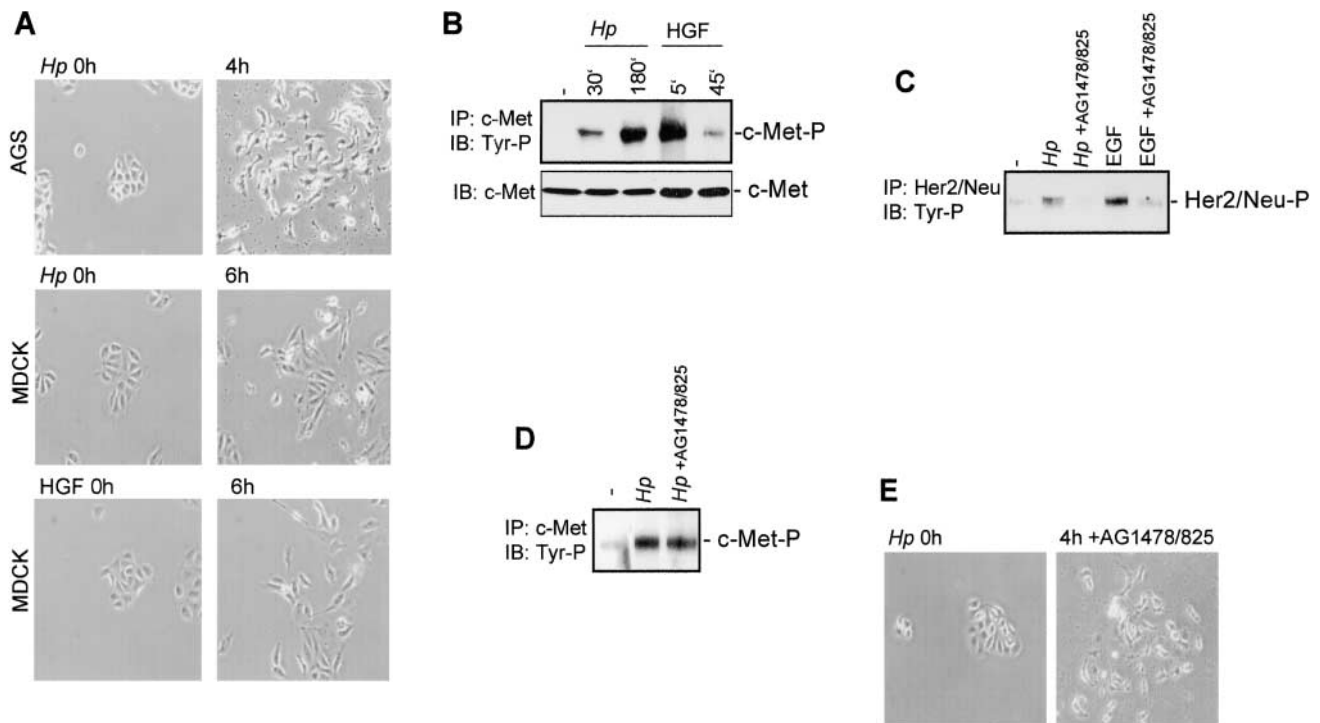 A
Hp 0h
4h
AGS
Hp 0h
6h
MDCK
HGF 0h
6h
MDCK
B
Hp
HGF
-
30‘
180‘
5‘
45‘
IP: c-Met
IB: Tyr-P
-c-Met-P
IB: c-Met
- c-Met
C
-
Hp
Hp +AG1478/825
EGF
EGF +AG1478/825
IP: Her2/Neu
IB: Tyr-P
- Her2/Neu-P
D
-
Hp
Hp +AG1478/825
IP: c-Met
IB: Tyr-P
- c-Met-P
E
Hp 0h
4h +AG1478/825